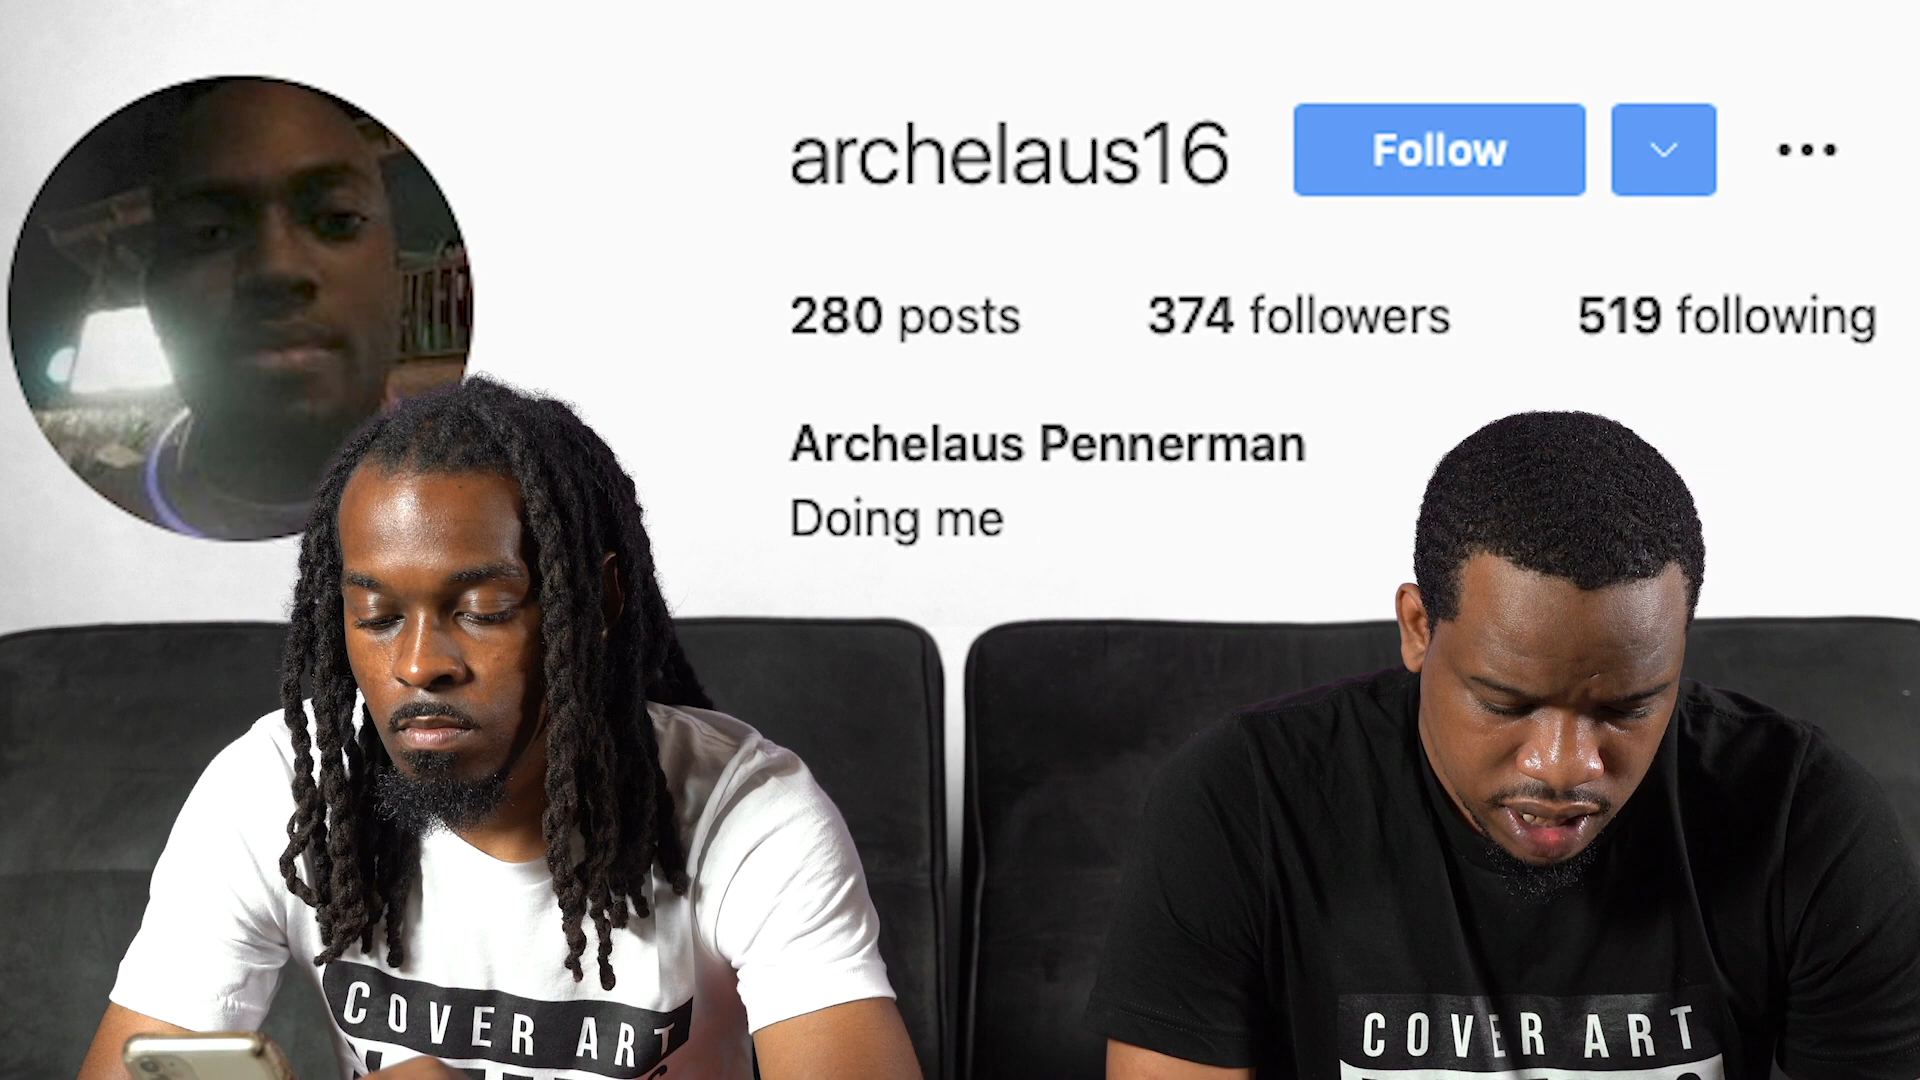 archelaus16 Follow
280 posts 374 followers 519 following
Archelaus Pennerman
Doing me
COVER ART
COVER ART